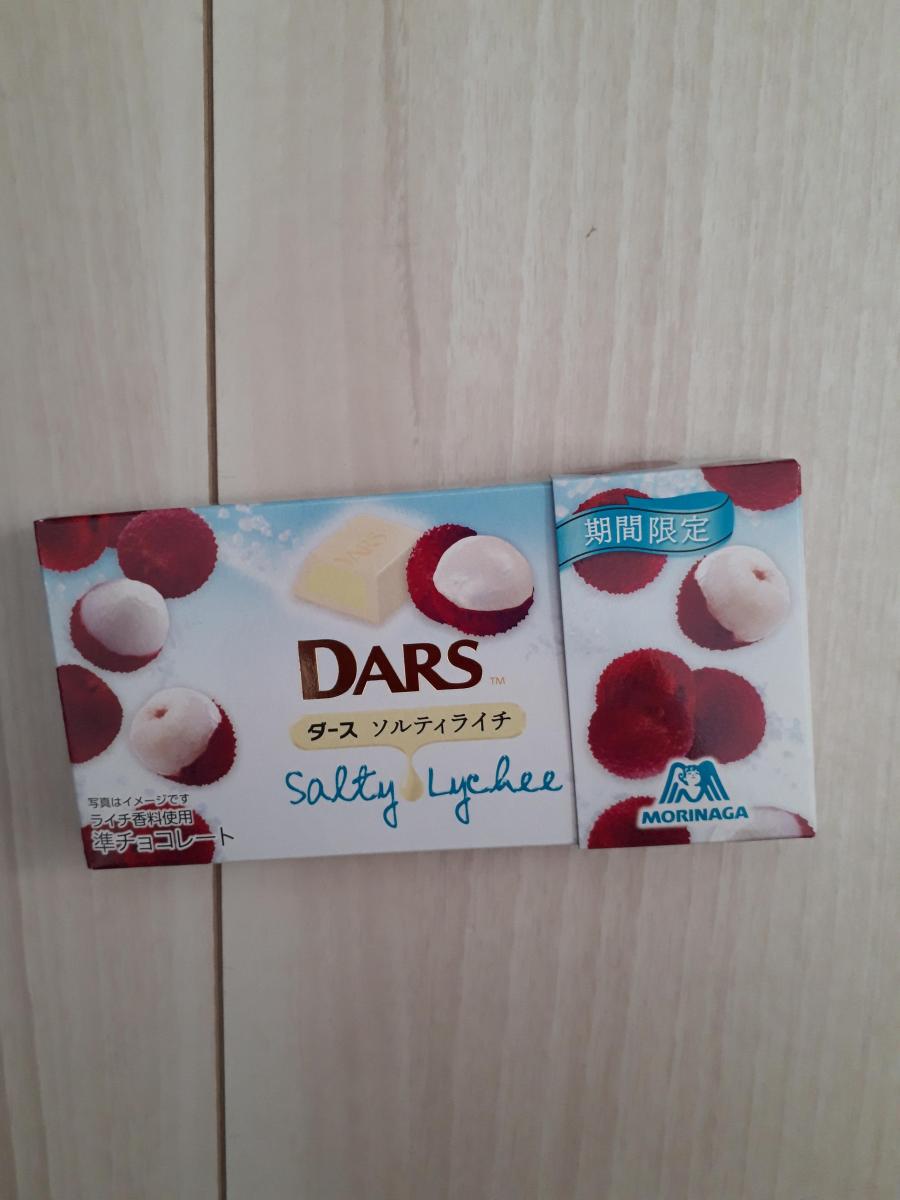 DARS
DARS™
ダース ソルティライチ
Salty Lychee
写真はイメージです
ライチ香料使用
準チョコレート
期間限定
MORINAGA